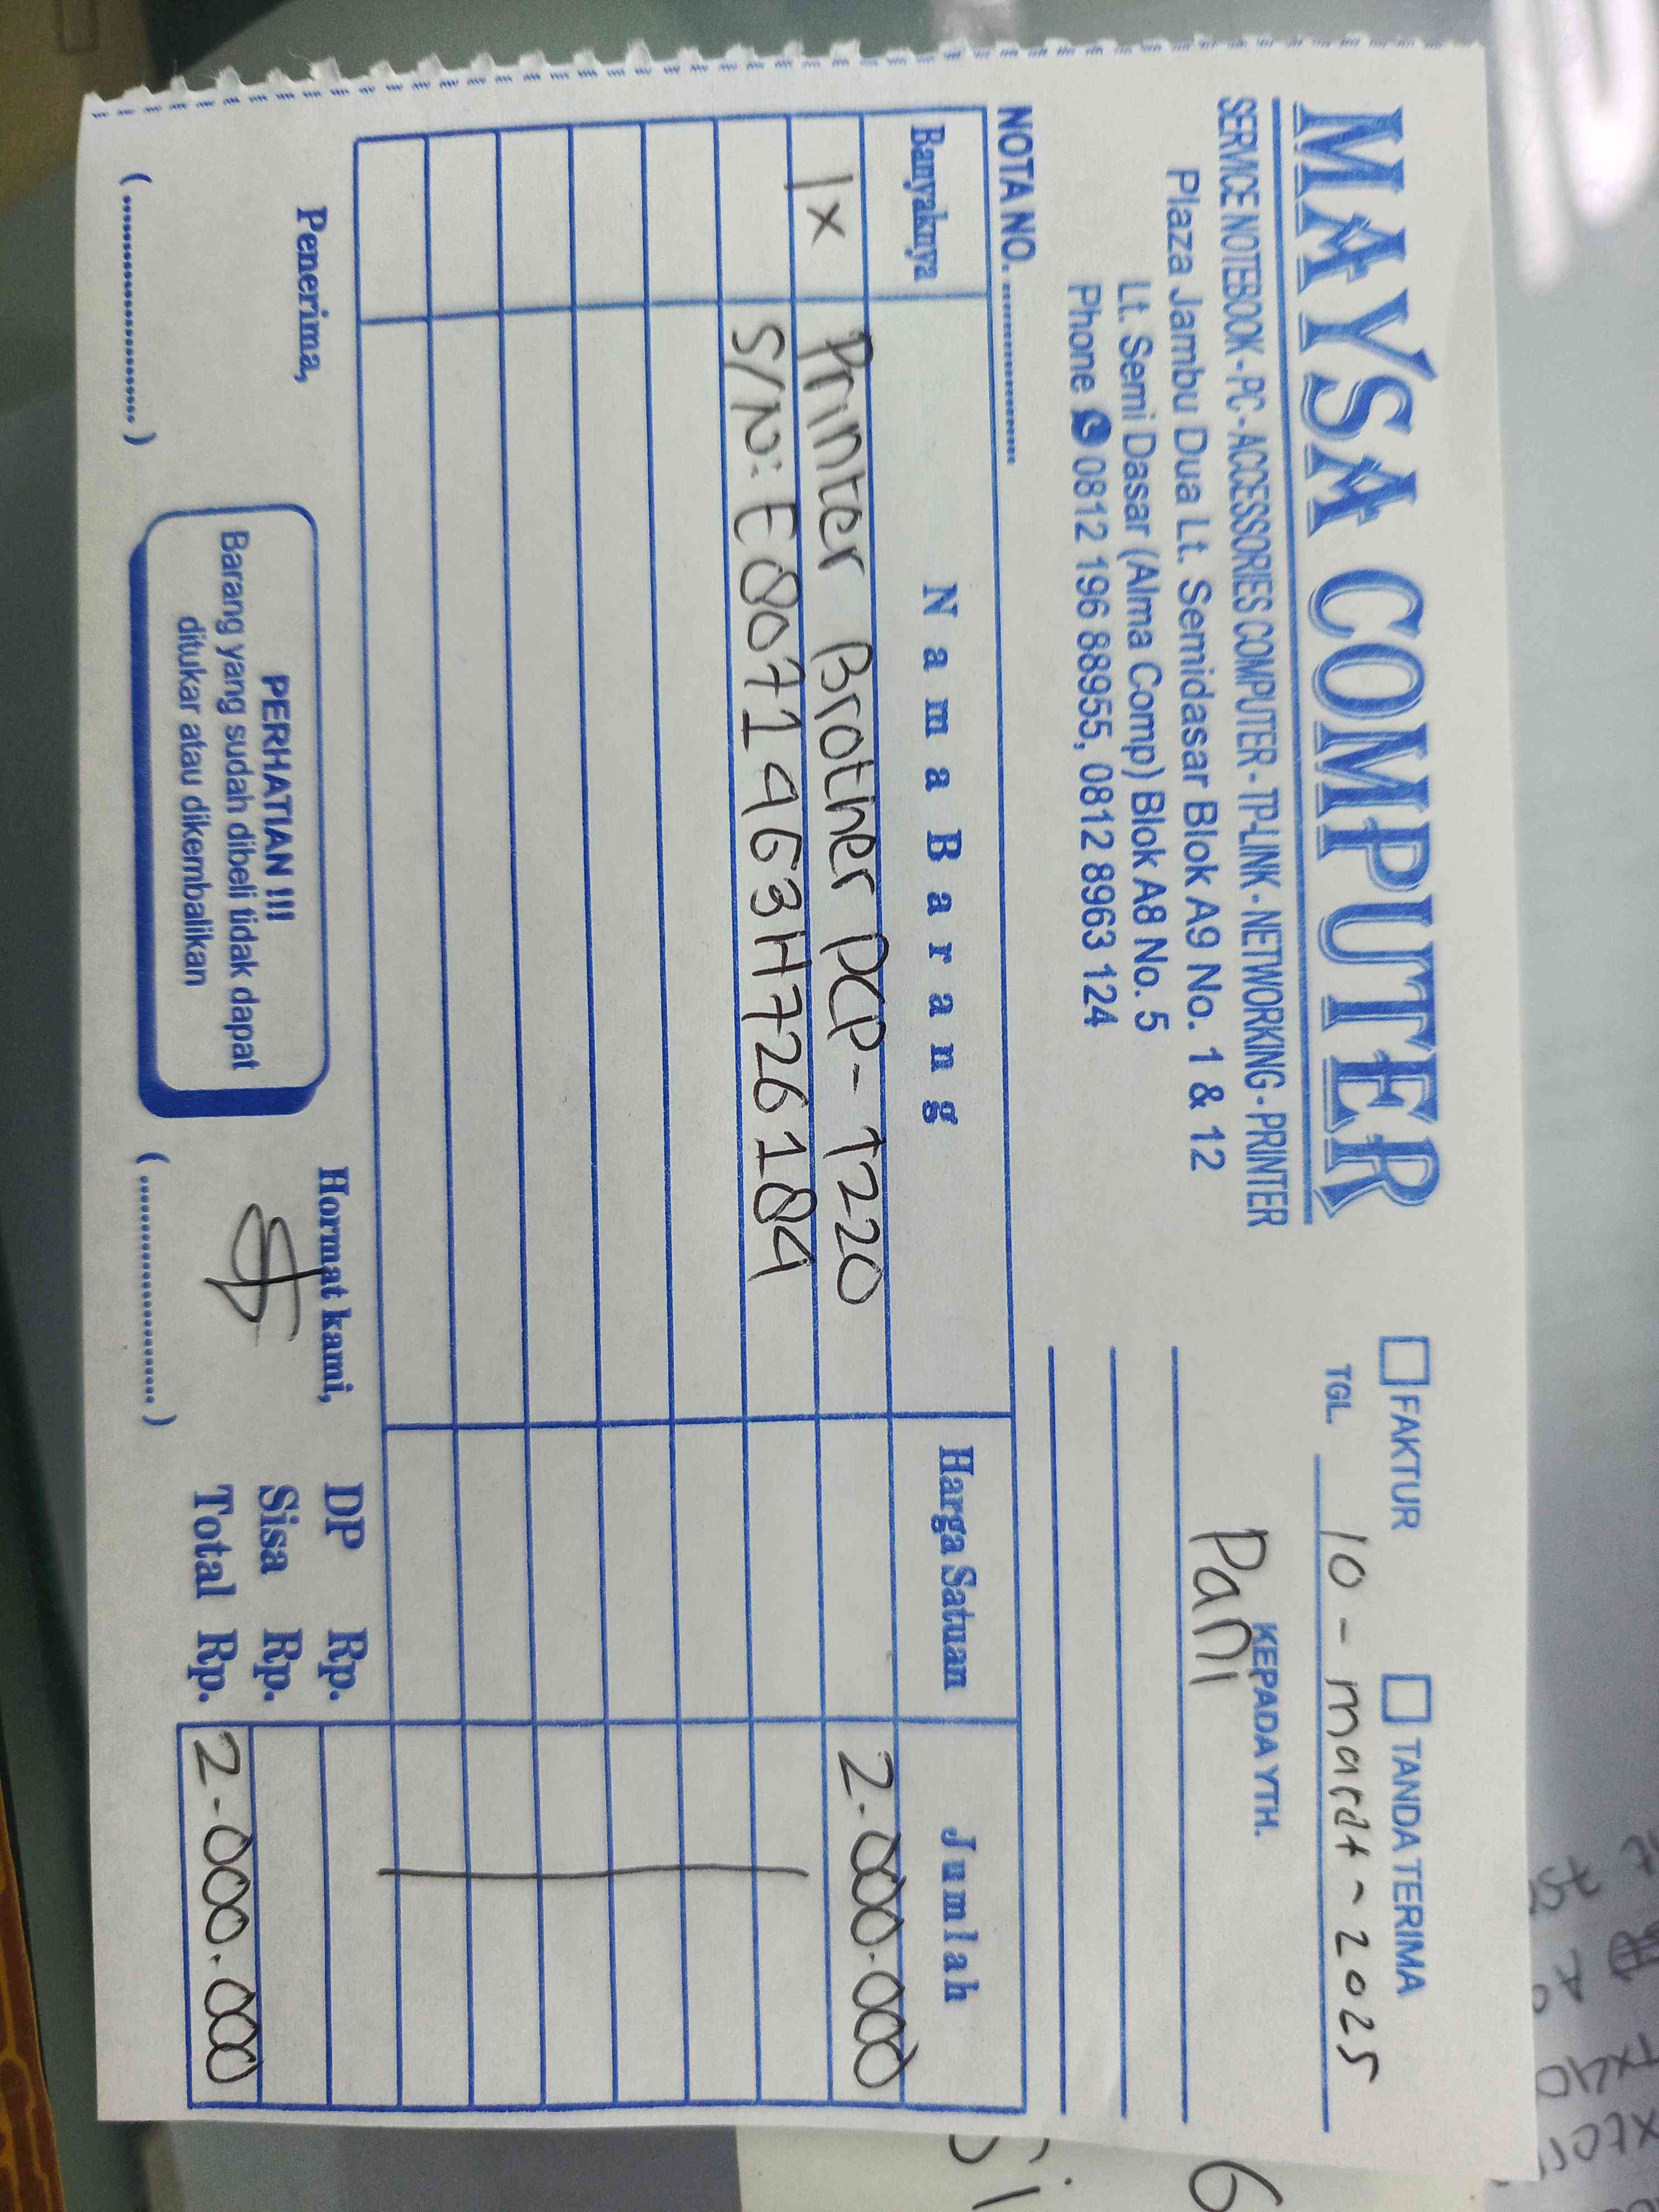 MAYSA COMPUTER
SERVICE NOTEBOOK - PC - ACCESSORIES COMPUTER - TP-LINK - NETWORKING - PRINTER
Plaza Jambu Dua Lt. Semidasar Blok A9 No. 1 & 12
Lt. Semi Dasar (Alma Comp) Blok A8 No. 5
Phone 0812 196 88955, 0812 8963 124
FAKTUR TANDA TERIMA
TGL. 10 - maret - 2025
KEPADA YTH.
Pani
NOTA NO. ....................
Banyaknya Nama Barang Harga Satuan Jumlah
1x Printer Brother DCP - T220 2.000.000
S/N: E80071463H726184
Penerima,
(........................)
PERHATIAN !!!
Barang yang sudah dibeli tidak dapat
ditukar atau dikembalikan
Hormat kami,
(........................)
DP Rp.
Sisa Rp.
Total Rp. 2.000.000